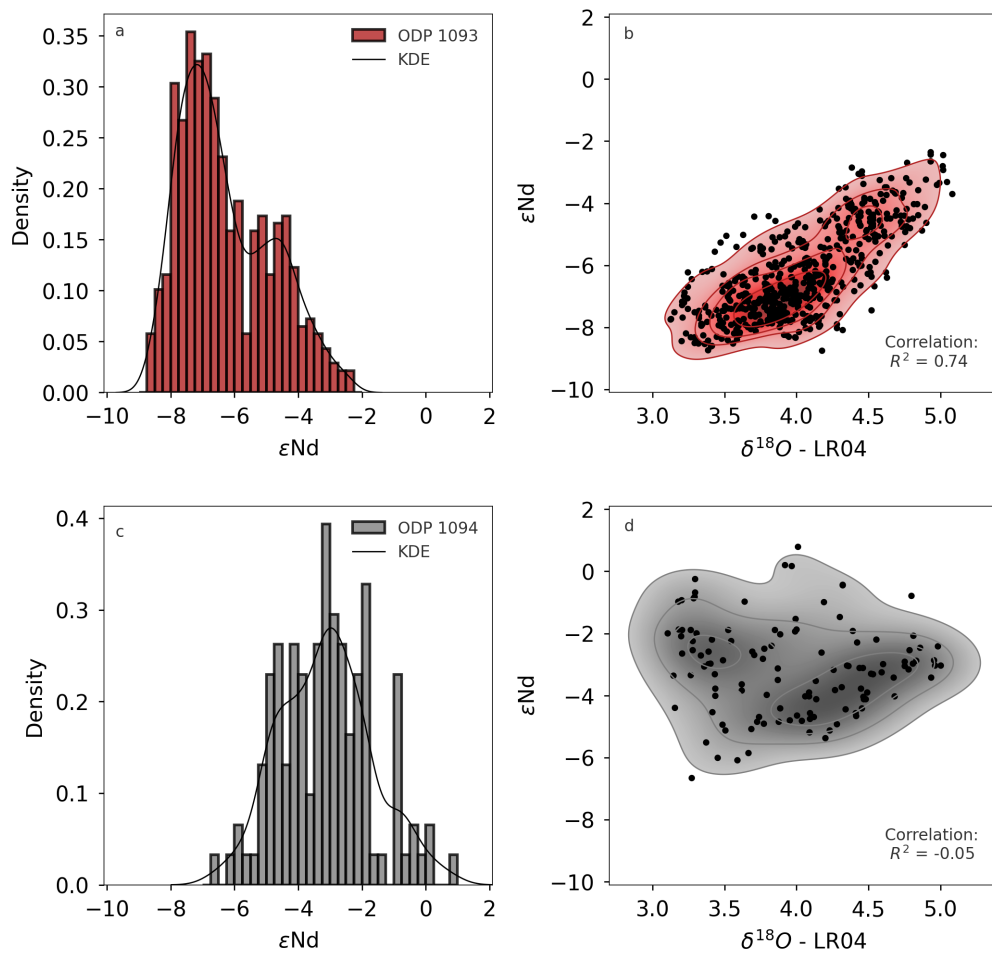 a
ODP 1093
KDE
0.35
0.30
0.25
0.20
0.15
0.10
0.05
0.00
Density
−10 −8 −6 −4 −2 0 2
εNd
b
2
0
−2
−4
−6
−8
−10
εNd
Correlation:
R² = 0.74
3.0 3.5 4.0 4.5 5.0
δ¹⁸O - LR04
c
ODP 1094
KDE
0.4
0.3
0.2
0.1
0.0
Density
−10 −8 −6 −4 −2 0 2
εNd
d
2
0
−2
−4
−6
−8
−10
εNd
Correlation:
R² = -0.05
3.0 3.5 4.0 4.5 5.0
δ¹⁸O - LR04